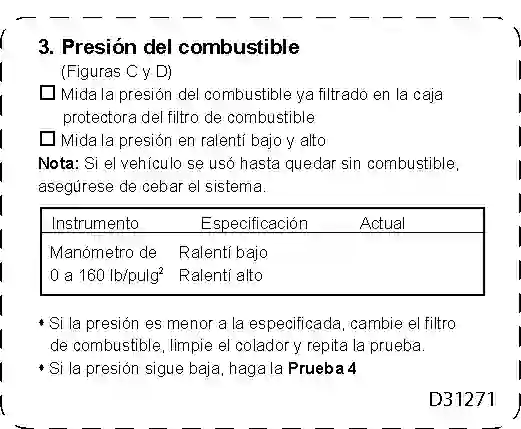 3. Presión del combustible
(Figuras C y D)
Mida la presión del combustible ya filtrado en la caja
protectora del filtro de combustible
Mida la presión en ralentí bajo y alto
Nota: Si el vehículo se usó hasta quedar sin combustible,
asegúrese de cebar el sistema.
Instrumento Especificación Actual
Manómetro de Ralentí bajo
0 a 160 lb/pulg² Ralentí alto
• Si la presión es menor a la especificada, cambie el filtro
de combustible, limpie el colador y repita la prueba.
• Si la presión sigue baja, haga la Prueba 4
D31271